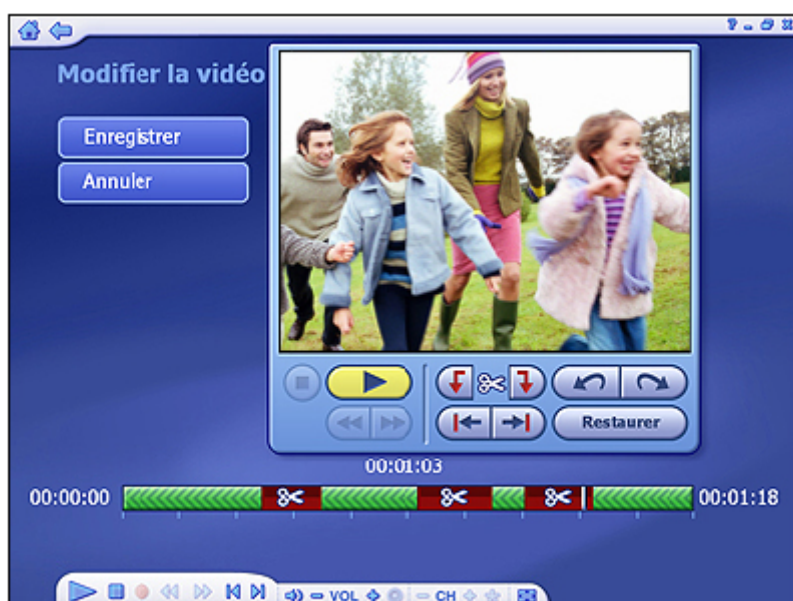 ?
Modifier la vidéo
Enregistrer
Annuler
Restaurer
00:01:03
00:00:00
00:01:18
VOL
CH